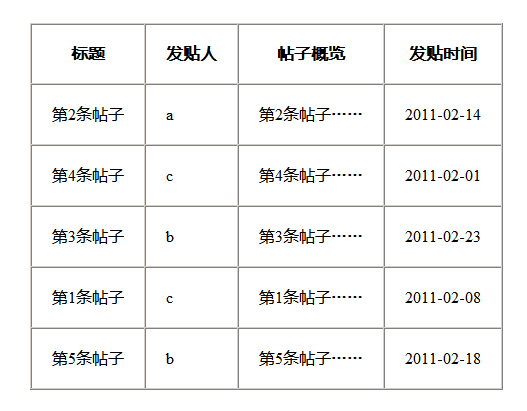 标题 发贴人 帖子概览 发贴时间
第2条帖子 a 第2条帖子…… 2011-02-14
第4条帖子 c 第4条帖子…… 2011-02-01
第3条帖子 b 第3条帖子…… 2011-02-23
第1条帖子 c 第1条帖子…… 2011-02-08
第5条帖子 b 第5条帖子…… 2011-02-18